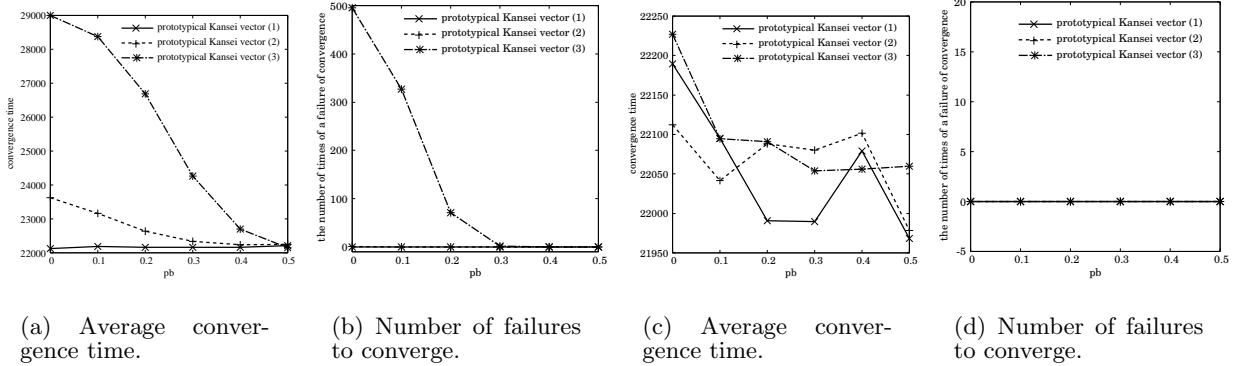 29000
28000
27000
26000
25000
24000
23000
22000
convergence time
0
0.1
0.2
0.3
0.4
0.5
pb
prototypical Kansei vector (1)
prototypical Kansei vector (2)
prototypical Kansei vector (3)
500
400
300
200
100
0
the number of times of a failure of convergence
0
0.1
0.2
0.3
0.4
0.5
pb
prototypical Kansei vector (1)
prototypical Kansei vector (2)
prototypical Kansei vector (3)
22250
22200
22150
22100
22050
22000
21950
convergence time
0
0.1
0.2
0.3
0.4
0.5
pb
prototypical Kansei vector (1)
prototypical Kansei vector (2)
prototypical Kansei vector (3)
20
15
10
5
0
-5
the number of times of a failure of convergence
0
0.1
0.2
0.3
0.4
0.5
pb
prototypical Kansei vector (1)
prototypical Kansei vector (2)
prototypical Kansei vector (3)
(a) Average conver-
gence time.
(b) Number of failures
to converge.
(c) Average conver-
gence time.
(d) Number of failures
to converge.